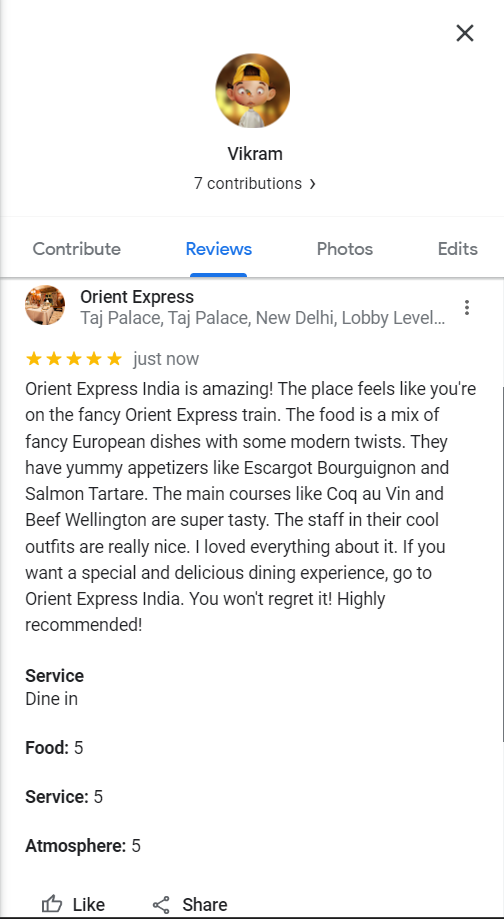 Vikram
7 contributions ›
Contribute Reviews Photos Edits
Orient Express
Taj Palace, Taj Palace, New Delhi, Lobby Level...
just now
Orient Express India is amazing! The place feels like you're
on the fancy Orient Express train. The food is a mix of
fancy European dishes with some modern twists. They
have yummy appetizers like Escargot Bourguignon and
Salmon Tartare. The main courses like Coq au Vin and
Beef Wellington are super tasty. The staff in their cool
outfits are really nice. I loved everything about it. If you
want a special and delicious dining experience, go to
Orient Express India. You won't regret it! Highly
recommended!
Service
Dine in
Food: 5
Service: 5
Atmosphere: 5
Like Share